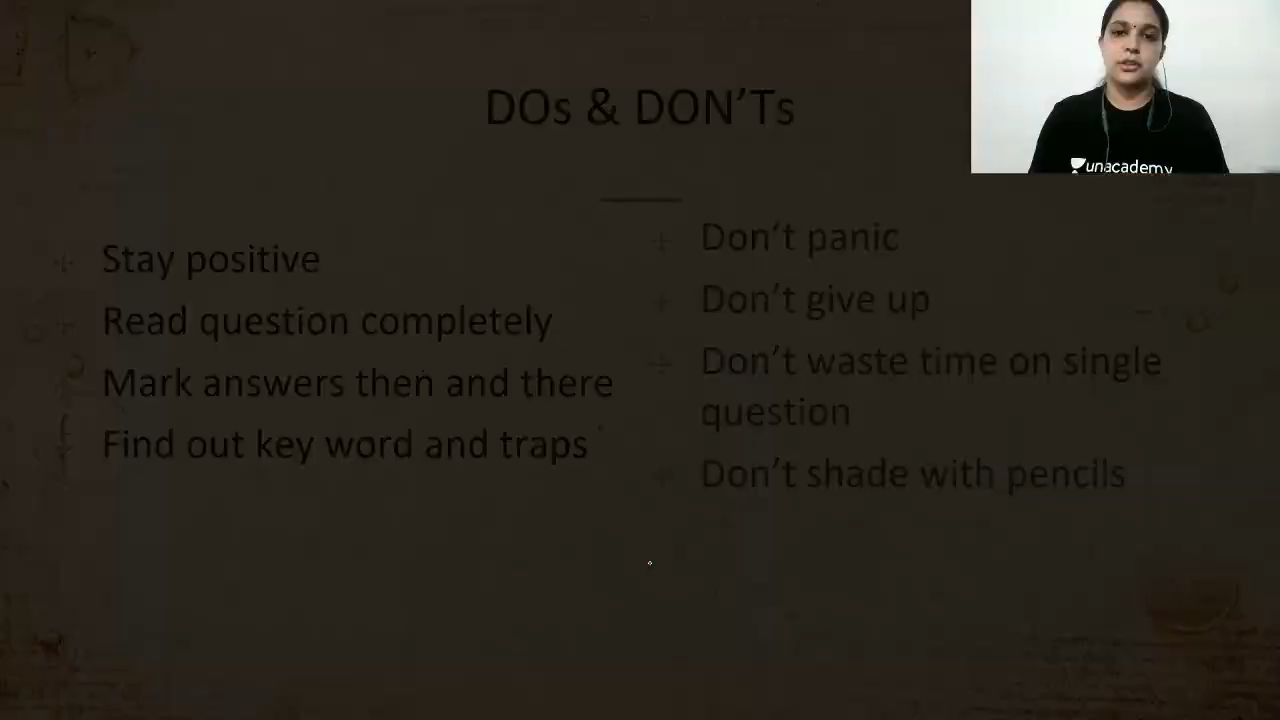 DOs & DON’Ts
Stay positive
Read question completely
Mark answers then and there
Find out key word and traps
Don’t panic
Don’t give up
Don’t waste time on single
question
Don’t shade with pencils
unacademy